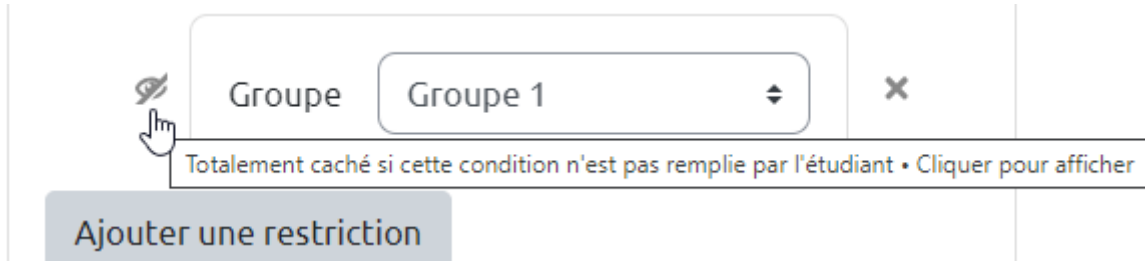 Groupe Groupe 1
Totalement caché si cette condition n'est pas remplie par l'étudiant • Cliquer pour afficher
Ajouter une restriction